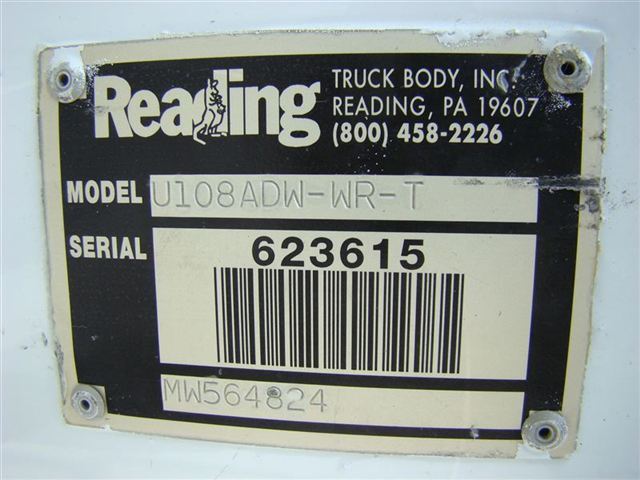 Reading
TRUCK BODY, INC.
READING, PA 19607
(800) 458-2226
MODEL U108ADW-WR-T
SERIAL 623615
MW564824